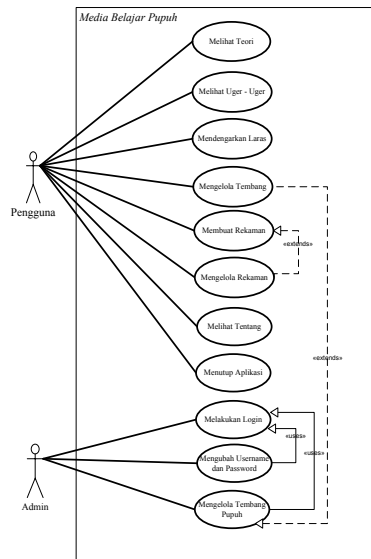 Media Belajar Pupuh
Melihat Teori
Melihat Uger - Uger
Mendengarkan Laras
Mengelola Tembang
Pengguna
Membuat Rekaman
«extends»
Mengelola Rekaman
Melihat Tentang
«extends»
Menutup Aplikasi
Melakukan Login
«uses»
«uses»
Mengubah Username
dan Password
Admin
Mengelola Tembang
Pupuh